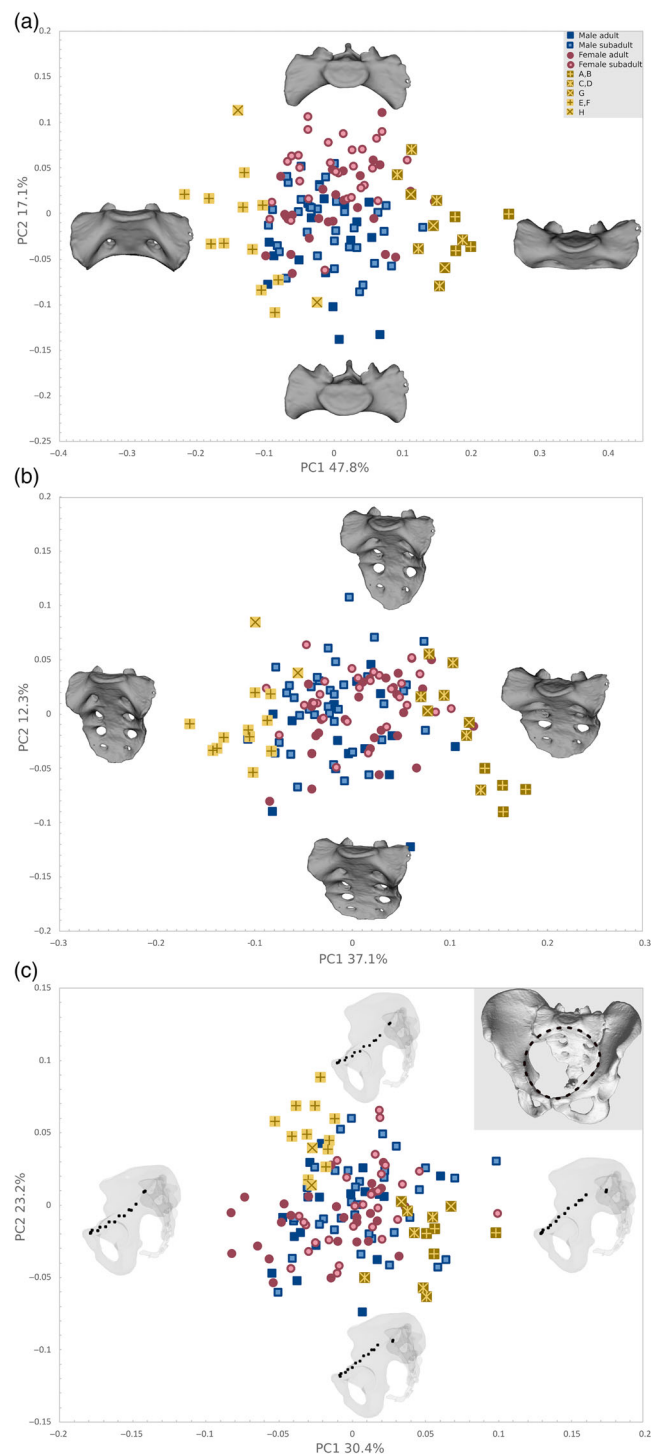 (a)
0.2
Male adult
Male subadult
Female adult
Female subadult
A,B
C,D
G
E,F
H
0.15
0.1
0.05
PC2 17.1%
0
−0.05
−0.1
−0.15
−0.2
−0.25
−0.4 −0.3 −0.2 −0.1 0 0.1 0.2 0.3 0.4
PC1 47.8%
(b)
0.2
0.15
0.1
0.05
PC2 12.3%
0
−0.05
−0.1
−0.15
−0.2
−0.3 −0.2 −0.1 0 0.1 0.2 0.3
PC1 37.1%
(c)
0.15
0.1
0.05
PC2 23.2%
0
−0.05
−0.1
−0.15
−0.2 −0.15 −0.1 −0.05 0 0.05 0.1 0.15 0.2
PC1 30.4%